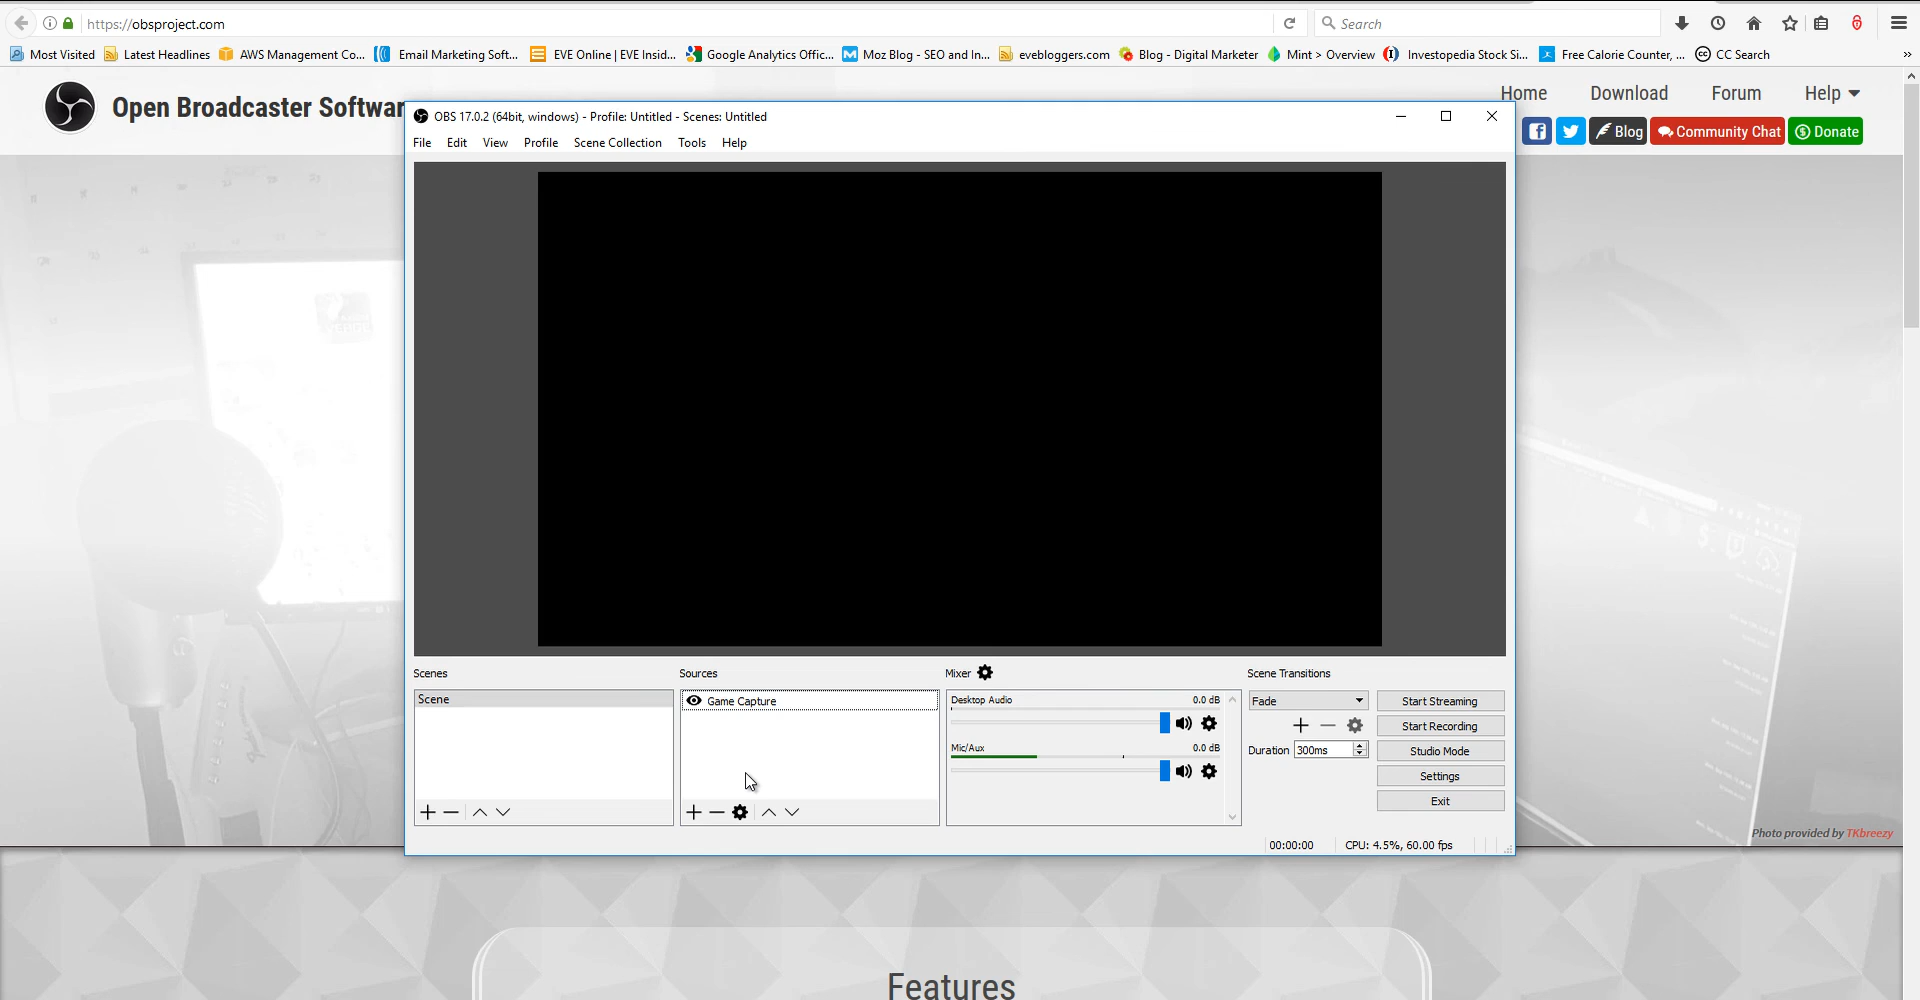 https://obsproject.com
Search
Most Visited
Latest Headlines
AWS Management Co...
Email Marketing Soft...
EVE Online | EVE Insid...
Google Analytics Offic...
Moz Blog - SEO and In...
evebloggers.com
Blog - Digital Marketer
Mint > Overview
Investopedia Stock Si...
Free Calorie Counter, ...
CC Search
Open Broadcaster Softwar
Home
Download
Forum
Help
Blog
Community Chat
Donate
OBS 17.0.2 (64bit, windows) - Profile: Untitled - Scenes: Untitled
File
Edit
View
Profile
Scene Collection
Tools
Help
Scenes
Scene
Sources
Game Capture
Mixer
Desktop Audio
0.0 dB
Mic/Aux
0.0 dB
Scene Transitions
Fade
Duration
300ms
Start Streaming
Start Recording
Studio Mode
Settings
Exit
00:00:00
CPU: 4.5%, 60.00 fps
Photo provided by TKbreezy
Features